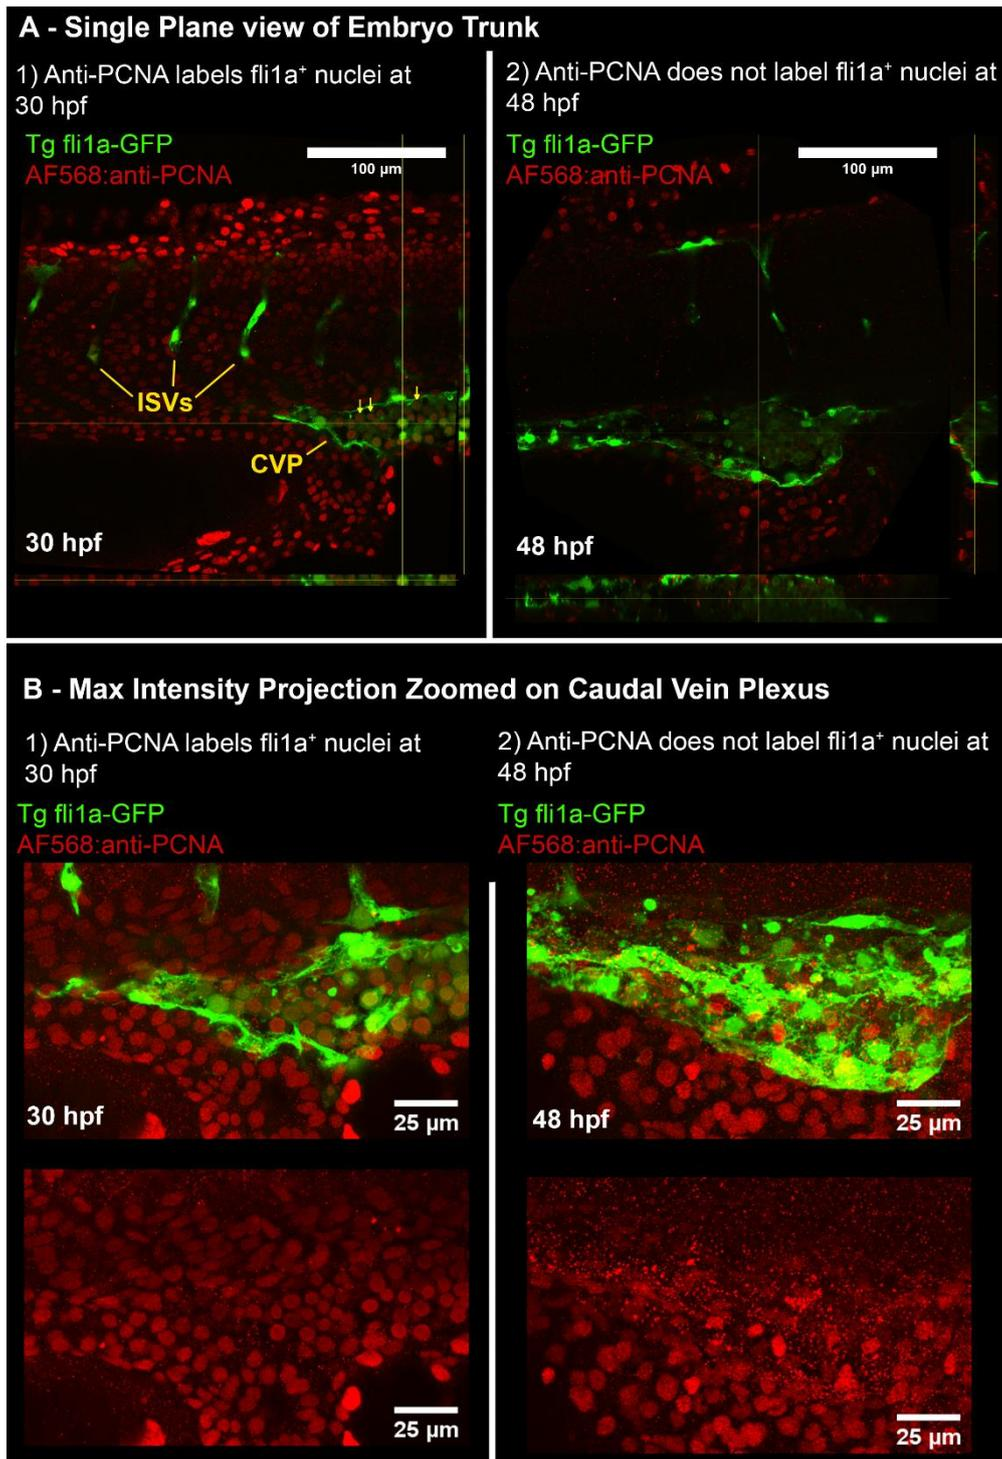 A - Single Plane view of Embryo Trunk
1) Anti-PCNA labels fli1a⁺ nuclei at
30 hpf
Tg fli1a-GFP
AF568:anti-PCNA
100 µm
ISVs
CVP
30 hpf
2) Anti-PCNA does not label fli1a⁺ nuclei at
48 hpf
Tg fli1a-GFP
AF568:anti-PCNA
100 µm
48 hpf
B - Max Intensity Projection Zoomed on Caudal Vein Plexus
1) Anti-PCNA labels fli1a⁺ nuclei at
30 hpf
Tg fli1a-GFP
AF568:anti-PCNA
30 hpf
25 µm
25 µm
2) Anti-PCNA does not label fli1a⁺ nuclei at
48 hpf
Tg fli1a-GFP
AF568:anti-PCNA
48 hpf
25 µm
25 µm